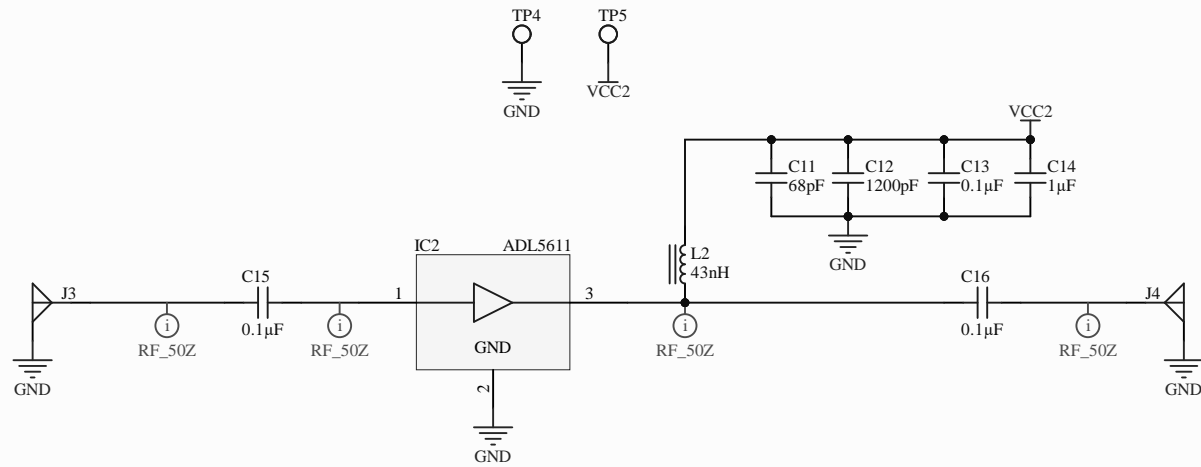 TP4
TP5
GND
VCC2
VCC2
C11
68pF
C12
1200pF
C13
0.1µF
C14
1µF
GND
IC2
ADL5611
L2
43nH
J3
C15
0.1µF
1
3
C16
0.1µF
J4
i
RF_50Z
i
RF_50Z
i
RF_50Z
i
RF_50Z
GND
GND
2
GND
GND